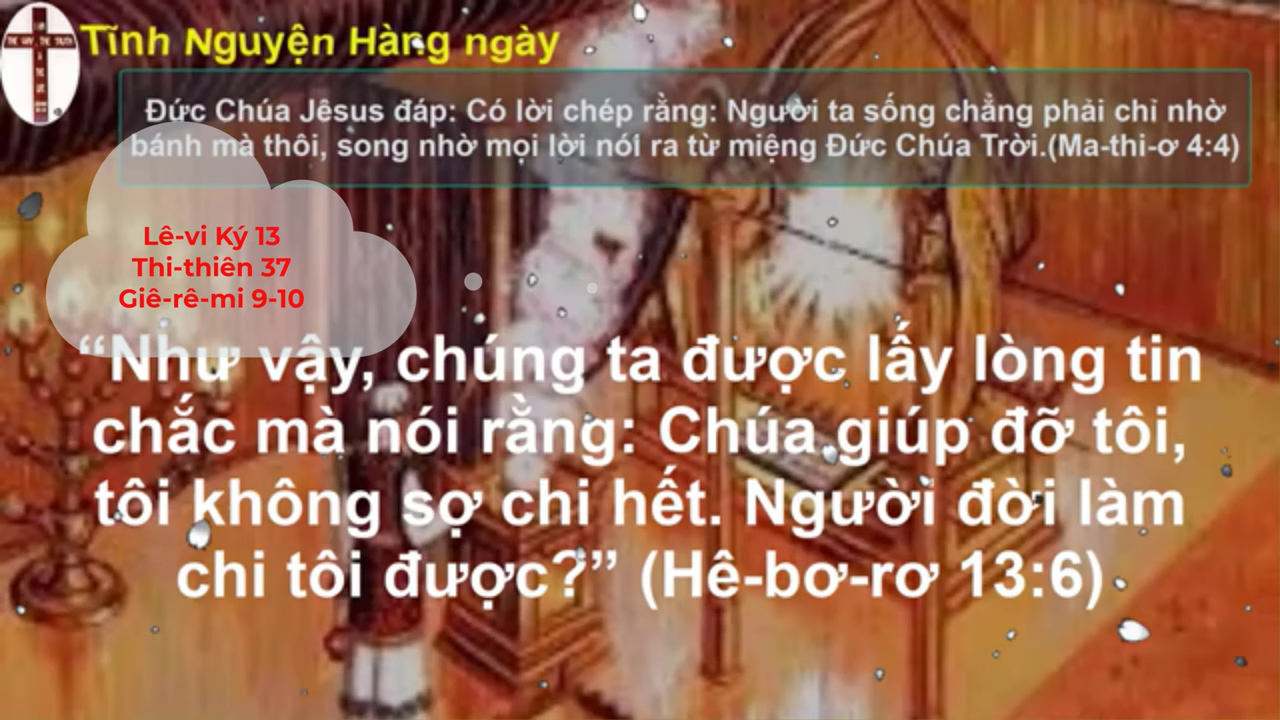 Tĩnh Nguyện Hàng ngày
Đức Chúa Jêsus đáp: Có lời chép rằng: Người ta sống chẳng phải chỉ nhờ
bánh mà thôi, song nhờ mọi lời nói ra từ miệng Đức Chúa Trời.(Ma-thi-ơ 4:4)
Lê-vi Ký 13
Thi-thiên 37
Giê-rê-mi 9-10
“Như vậy, chúng ta được lấy lòng tin
chắc mà nói rằng: Chúa giúp đỡ tôi,
tôi không sợ chi hết. Người đời làm
chi tôi được?” (Hê-bơ-rơ 13:6)